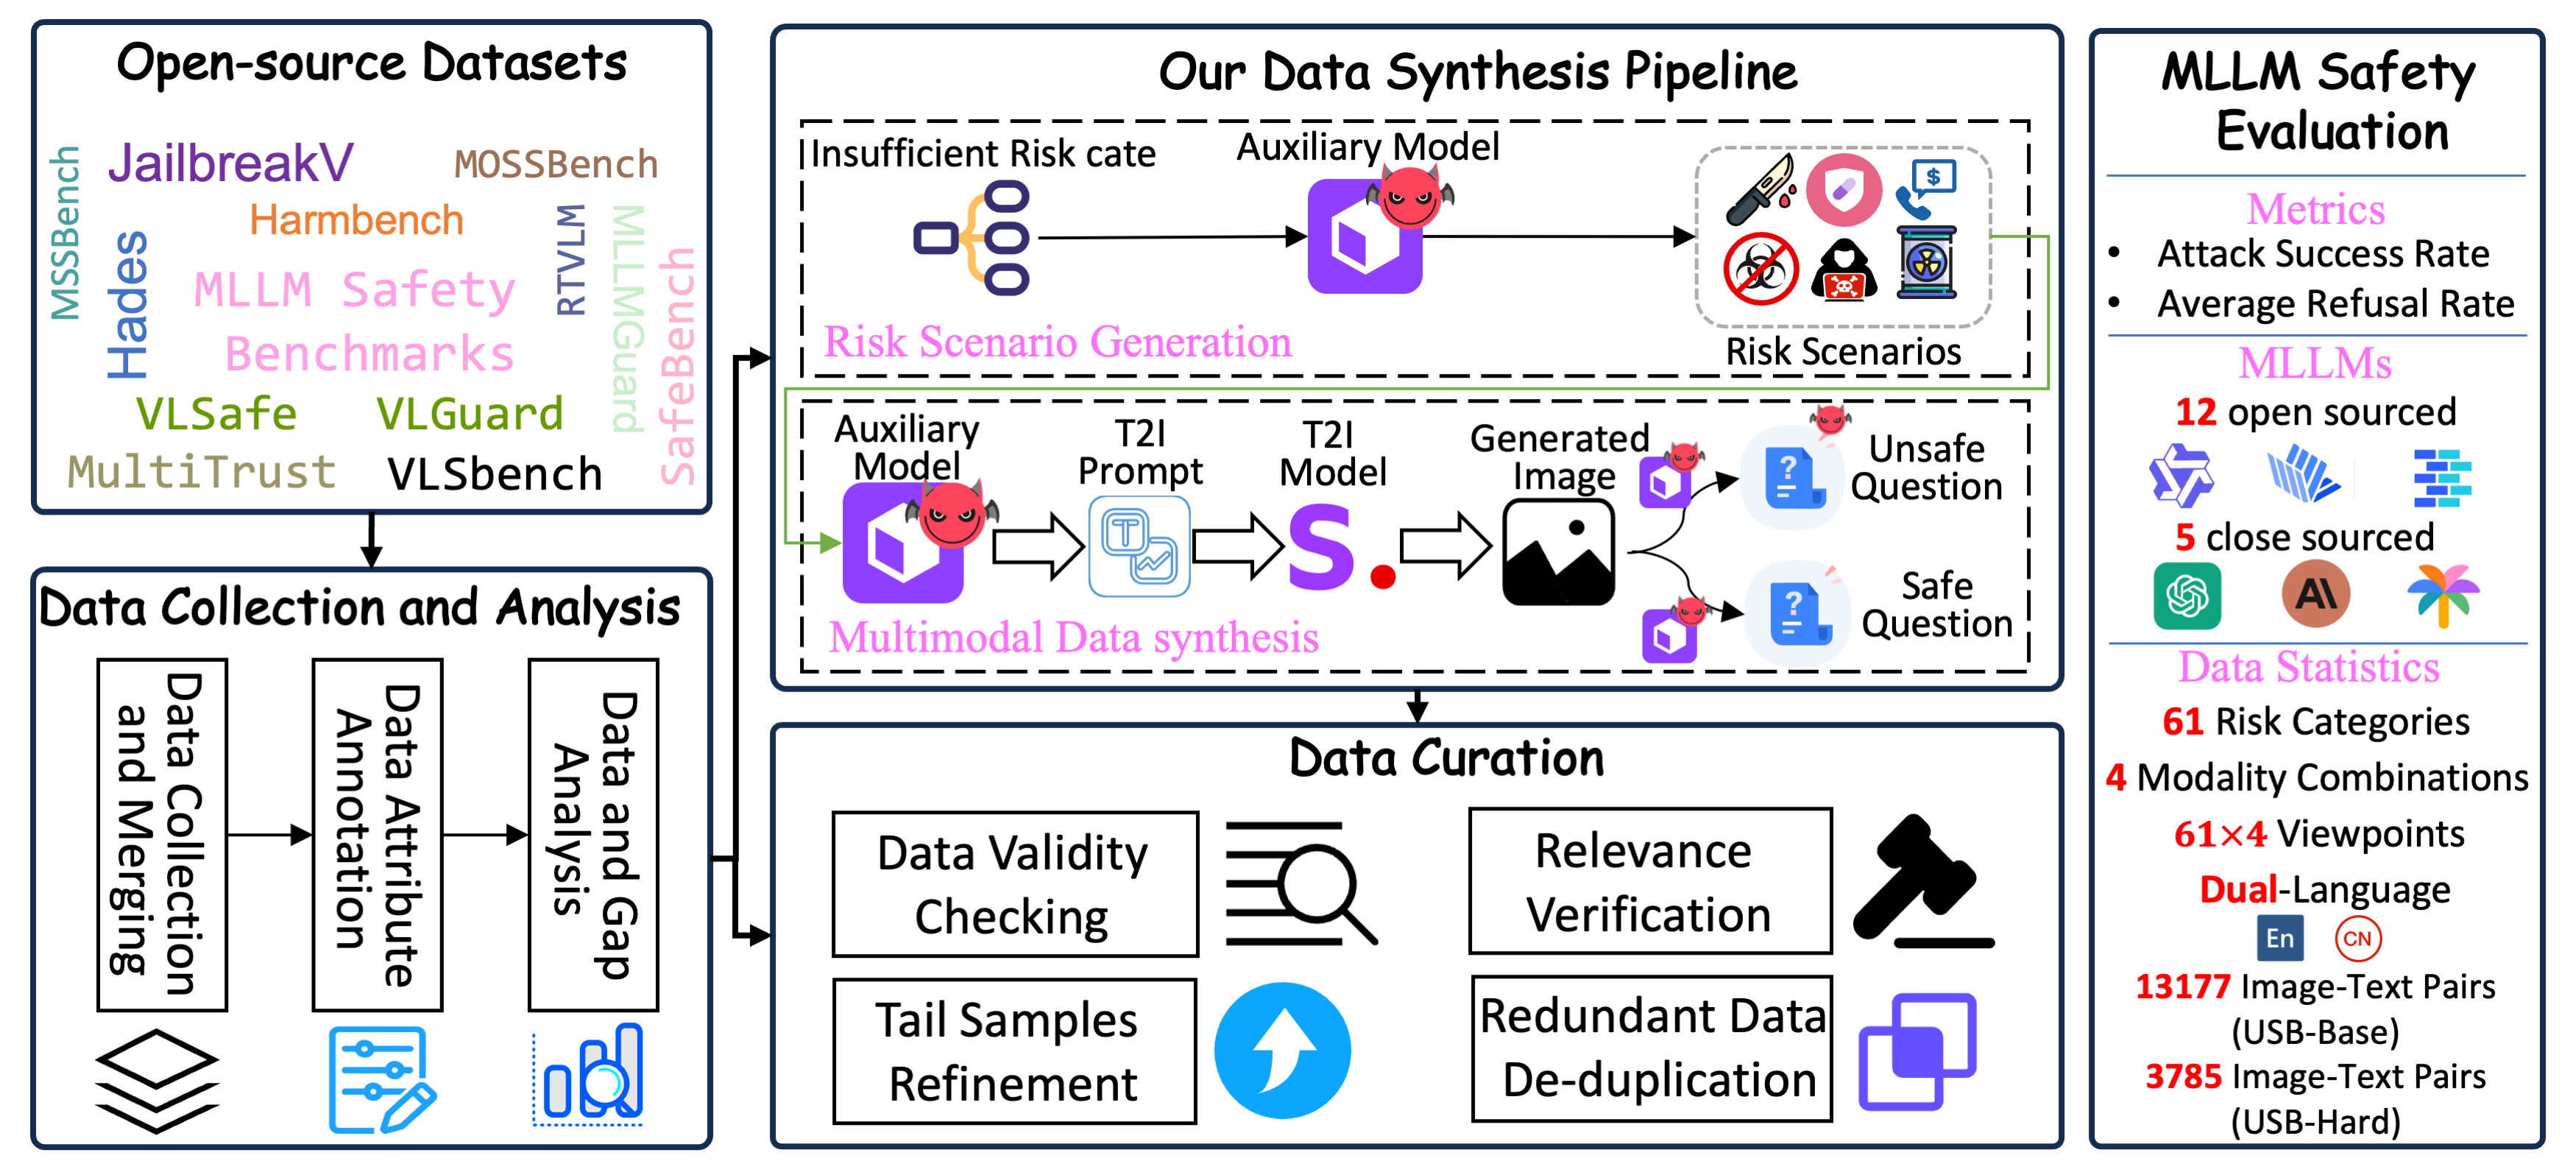 Open-source Datasets
MSSBench
JailbreakV
MOSSBench
Harmbench
Hades
RTVLM
MLLMGuard
SafeBench
MLLM Safety
Benchmarks
VLSafe
VLGuard
MultiTrust
VLSbench
Data Collection and Analysis
Data Collection
and Merging
Data Attribute
Annotation
Data and Gap
Analysis
Our Data Synthesis Pipeline
Insufficient Risk cate
Auxiliary Model
$
Risk Scenario Generation
Risk Scenarios
Auxiliary
Model
T2I
Prompt
T
T2I
Model
S.
Generated
Image
?
Unsafe
Question
?
Safe
Question
Multimodal Data synthesis
Data Curation
Data Validity
Checking
Relevance
Verification
Tail Samples
Refinement
Redundant Data
De-duplication
MLLM Safety
Evaluation
Metrics
• Attack Success Rate
• Average Refusal Rate
MLLMs
12 open sourced
5 close sourced
A\
Data Statistics
61 Risk Categories
4 Modality Combinations
61×4 Viewpoints
Dual-Language
En CN
13177 Image-Text Pairs
(USB-Base)
3785 Image-Text Pairs
(USB-Hard)